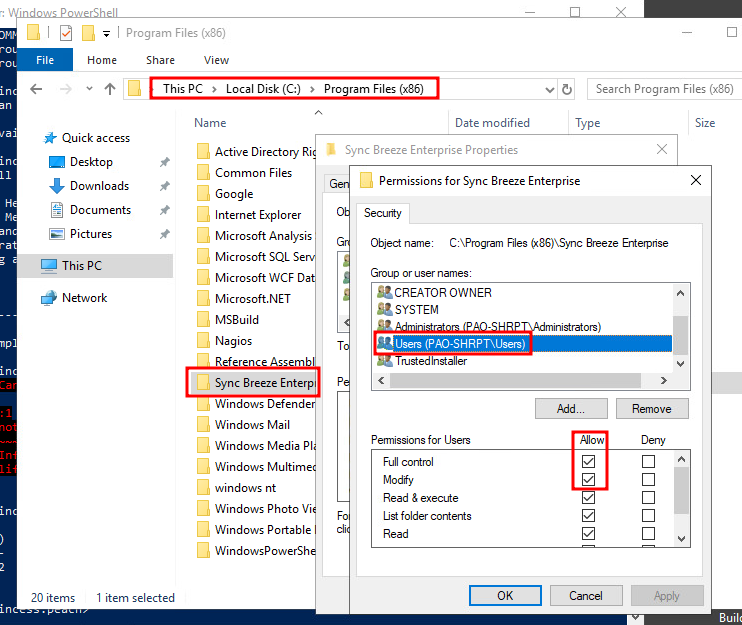 r: Windows PowerShell
Program Files (x86)
File
Home
Share
View
This PC > Local Disk (C:) > Program Files (x86)
Search Program Files (x86)
Name
Date modified
Type
Size
Quick access
Desktop
Downloads
Documents
Pictures
This PC
Network
Active Directory Rig
Common Files
Google
Internet Explorer
Microsoft Analysis
Microsoft SQL Serv
Microsoft WCF Dat
Microsoft.NET
MSBuild
Nagios
Reference Assembl
Sync Breeze Enterpr
Windows Defender
Windows Mail
Windows Media Pla
Windows Multimed
windows nt
Windows Photo Vie
Windows Portable
WindowsPowerShe
20 items
1 item selected
Sync Breeze Enterprise Properties
Gen
Ob
Gr
To
Pe
For
clic
Permissions for Sync Breeze Enterprise
Security
Object name: C:\Program Files (x86)\Sync Breeze Enterprise
Group or user names:
CREATOR OWNER
SYSTEM
Administrators (PAO-SHRPT\Administrators)
Users (PAO-SHRPT\Users)
TrustedInstaller
Add...
Remove
Permissions for Users
Allow
Deny
Full control
Modify
Read & execute
List folder contents
Read
OK
Cancel
Apply
incess.peach>
Build